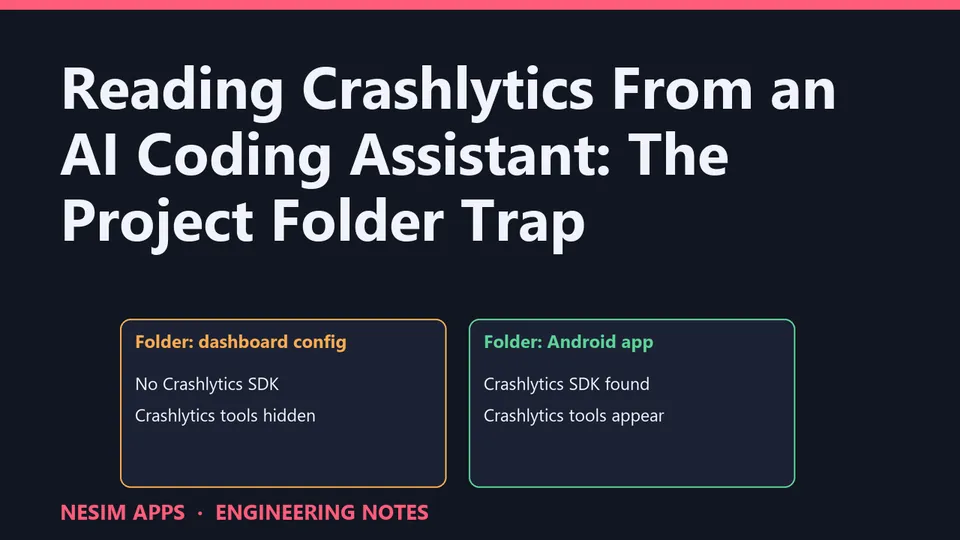 Reading Crashlytics From an
AI Coding Assistant: The
Project Folder Trap
Folder: dashboard config
No Crashlytics SDK
Crashlytics tools hidden
Folder: Android app
Crashlytics SDK found
Crashlytics tools appear
NESIM APPS · ENGINEERING NOTES